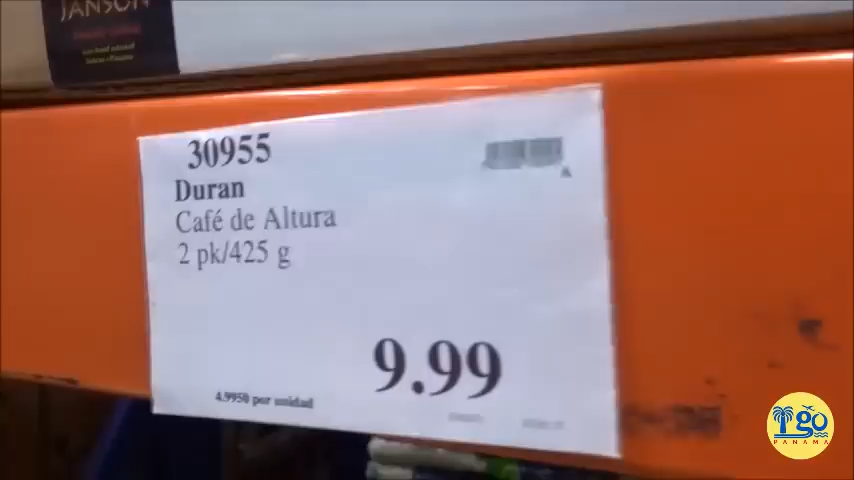 JANSON
30955
A
Duran
Café de Altura
2 pk/425 g
9.99
4.9950 por unidad
go
PANAMA